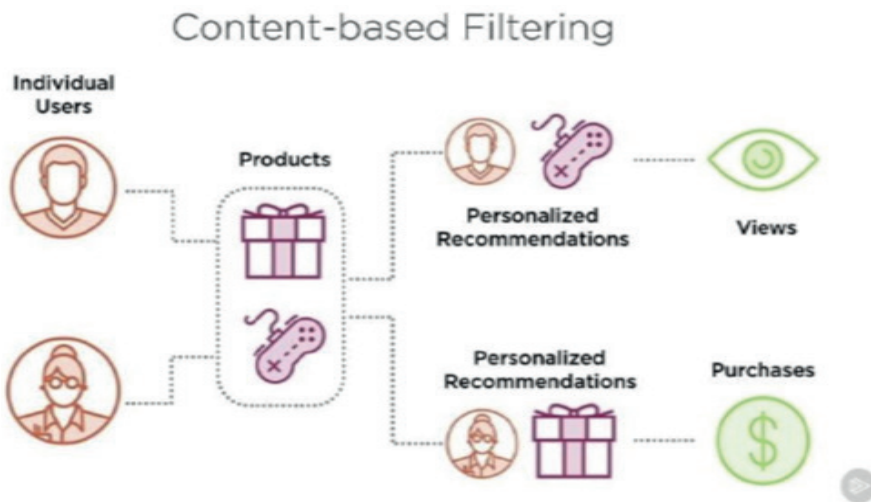 Content-based Filtering
Individual
Users
Products
Personalized
Recommendations
Views
Personalized
Recommendations
Purchases
$